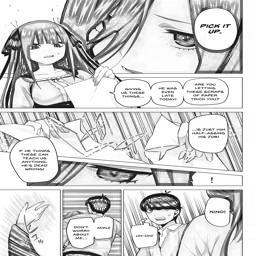 PICK IT
UP.
ARE YOU
LETTING
THESE SCRAPS
OF PAPER
TRICK YOU?
HE WAS
EVEN
LATE
TODAY!
GIVING
US THESE
THINGS...
...IS JUST HIM
HALF-ASSING
HIS JOB!
IF HE THINKS
THESE CAN
TEACH US
ANYTHING,
HE'S DEAD
WRONG!
NINO!
UH-OH!!
MIKU
DON'T
WORRY
ABOUT
ME...